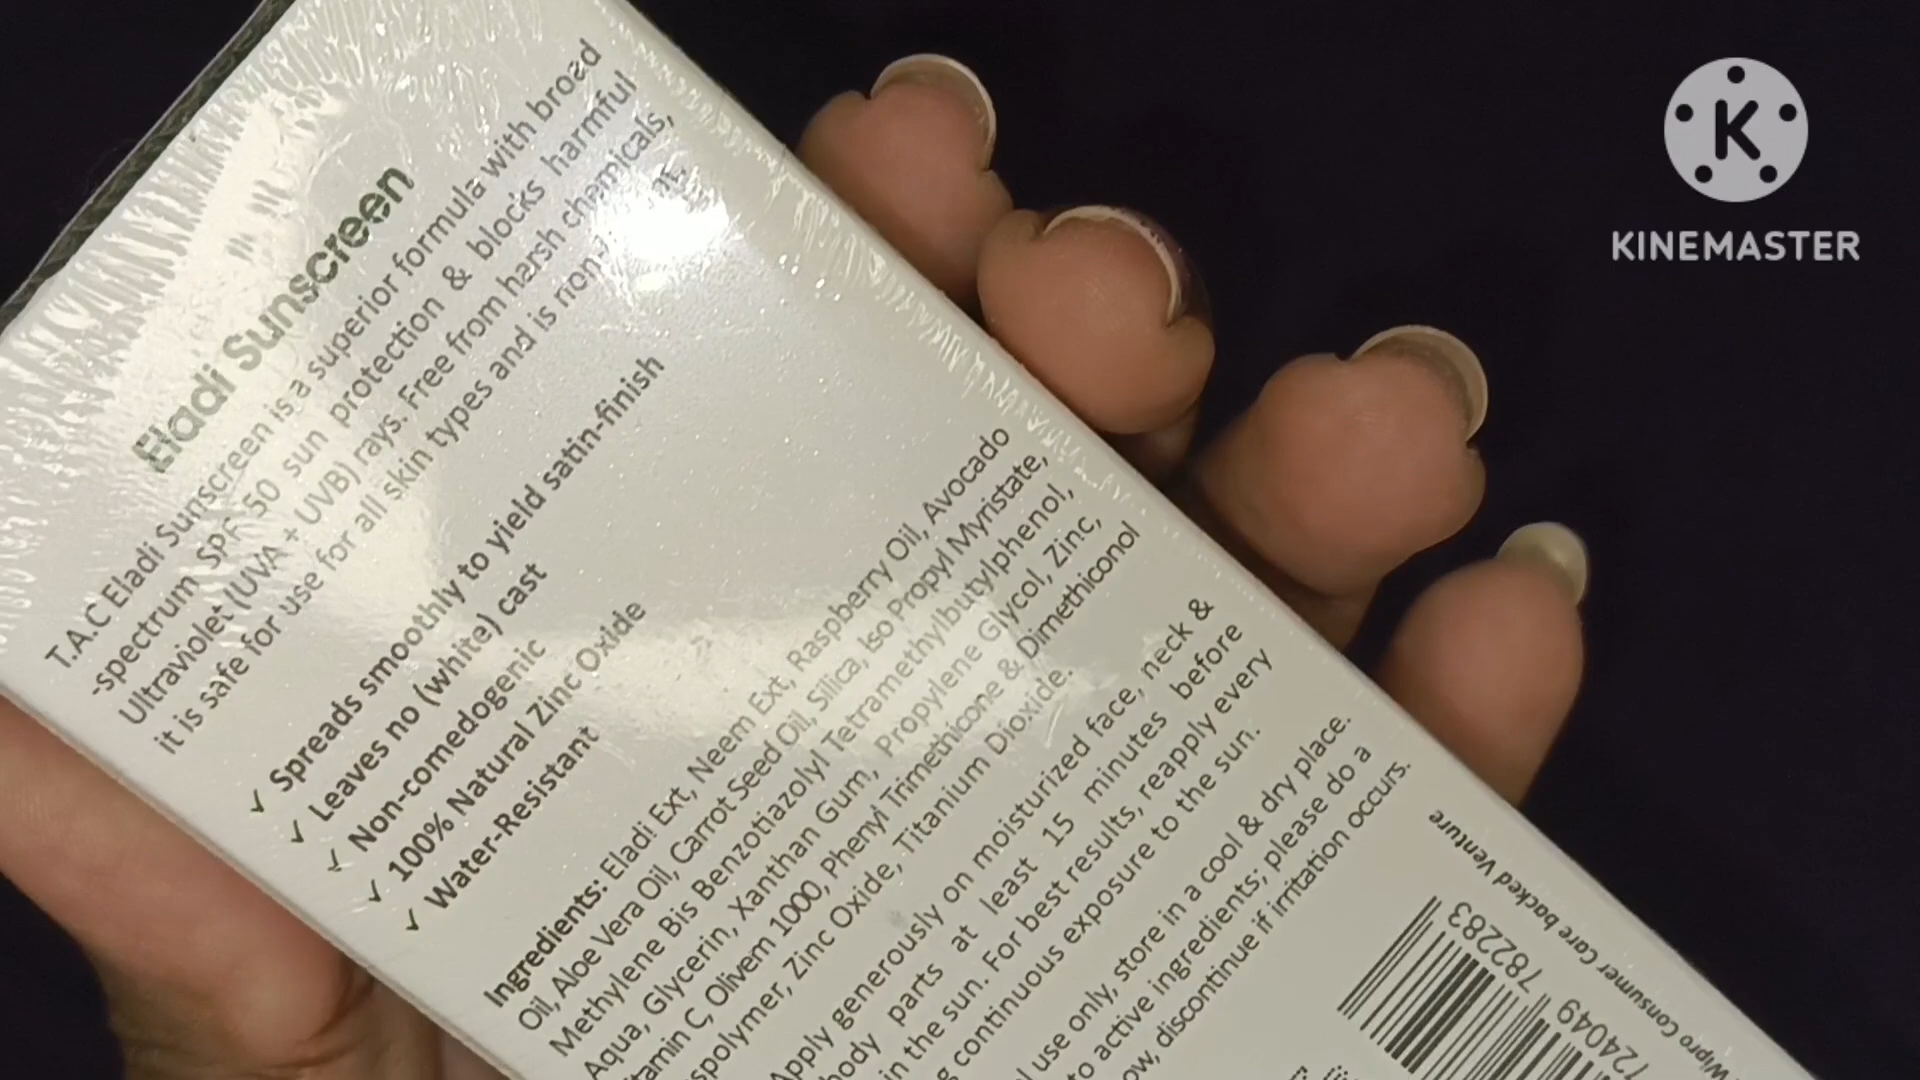 Eladi Sunscreen
T.A.C Eladi Sunscreen is a superior formula with broad
-spectrum SPF 50 sun protection & blocks harmful
Ultraviolet (UVA + UVB) rays. Free from harsh chemicals,
it is safe for use for all skin types and is
✓ Spreads smoothly to yield satin-finish
✓ Leaves no (white) cast
✓ Non-comedogenic
✓ 100% Natural Zinc Oxide
✓ Water-Resistant
Ingredients: Eladi Ext, Neem Ext, Raspberry Oil, Avocado
Oil, Aloe Vera Oil, Carrot Seed Oil, Silica, Iso Propyl Myristate,
Methylene Bis Benzotiazolyl Tetramethylbutylphenol,
Aqua, Glycerin, Xanthan Gum, Propylene Glycol, Zinc,
C, Olivem 1000, Phenyl Trimethicone & Dimethiconol
Zinc Oxide, Titanium Dioxide.
Apply generously on moisturized face, neck &
body parts at least 15 minutes before
in the sun. For best results, reapply every
continuous exposure to the sun.
use only, store in a cool & dry place.
to active ingredients; please do a
discontinue if irritation occurs.
Wipro Consumer Care backed Venture
724049 782283
K
KINEMASTER